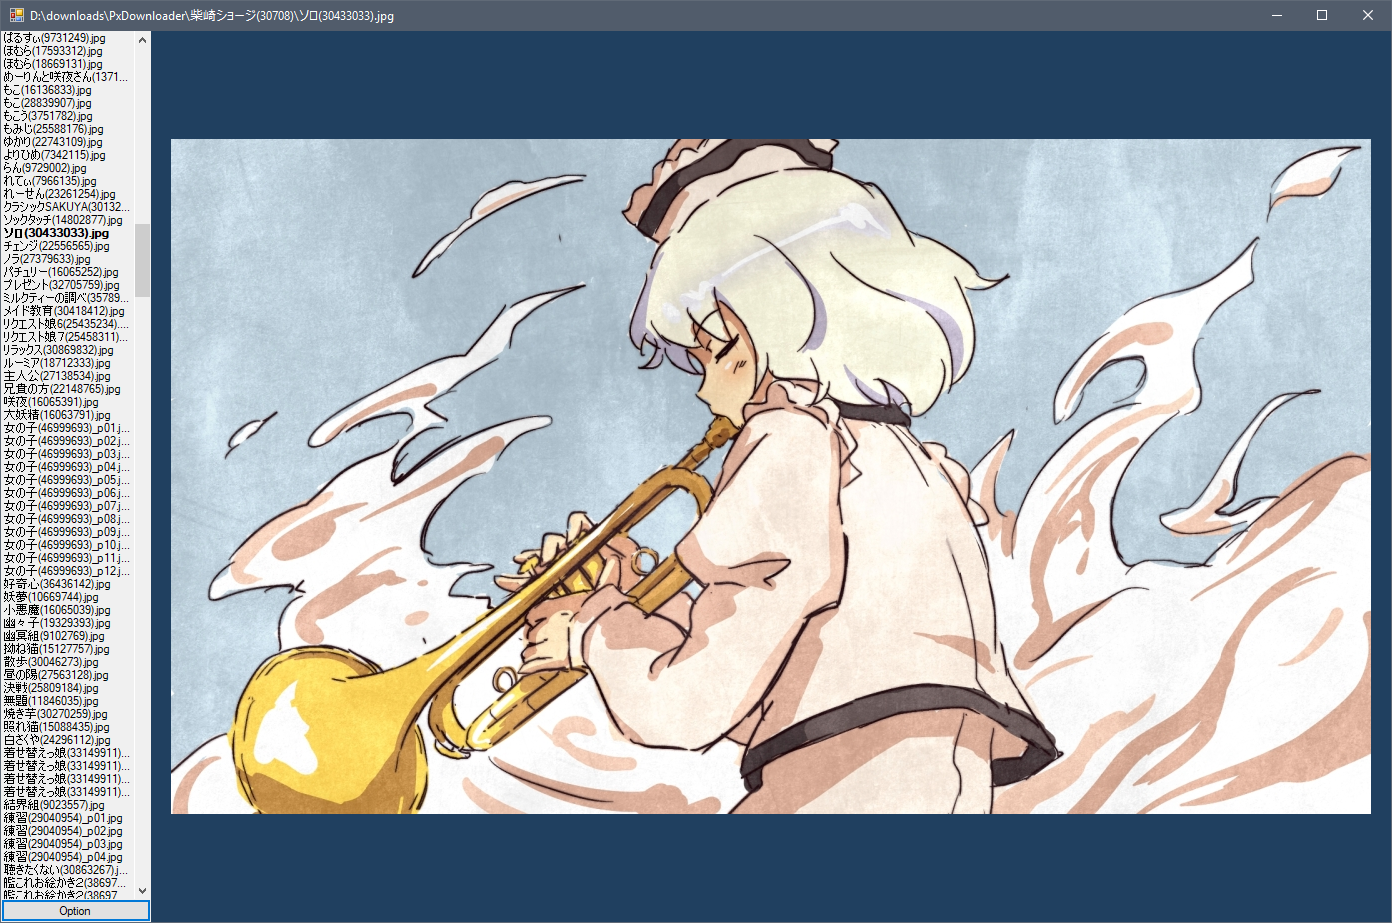 D:\downloads\PxDownloader\柴崎ショージ(30708)\ソロ(30433033).jpg
ぱるすぃ(9731249).jpg
ほむら(17593312).jpg
ほむら(18669131).jpg
めーりんと咲夜さん(1371...
もこ(16136833).jpg
もこ(28839907).jpg
もこう(3751782).jpg
もみじ(25588176).jpg
ゆかり(22743109).jpg
よりひめ(7342115).jpg
らん(9729002).jpg
れてぃ(7966135).jpg
れーせん(23261254).jpg
クラシックSAKUYA(30132...
ソックタッチ(14802877).jpg
ソロ(30433033).jpg
チェンジ(22556565).jpg
ノラ(27379633).jpg
パチュリー(16065252).jpg
プレゼント(32705759).jpg
ミルクティーの調べ(35789...
メイド教育(30418412).jpg
リクエスト娘6(25435234)....
リクエスト娘７(25458311)...
リラックス(30869832).jpg
ルーミア(18712333).jpg
主人公(27138534).jpg
兄貴の方(22148765).jpg
咲夜(16065391).jpg
大妖精(16063791).jpg
女の子(46999693)_p01.j...
女の子(46999693)_p02.j...
女の子(46999693)_p03.j...
女の子(46999693)_p04.j...
女の子(46999693)_p05.j...
女の子(46999693)_p06.j...
女の子(46999693)_p07.j...
女の子(46999693)_p08.j...
女の子(46999693)_p09.j...
女の子(46999693)_p10.j...
女の子(46999693)_p11.j...
女の子(46999693)_p12.j...
好奇心(36436142).jpg
妖夢(10669744).jpg
小悪魔(16065039).jpg
幽々子(19329393).jpg
幽冥組(9102769).jpg
拗ね猫(15127757).jpg
散歩(30046273).jpg
昼の陽(27563128).jpg
決戦(25809184).jpg
無題(11846035).jpg
焼き芋(30270259).jpg
照れ猫(15088435).jpg
白さくや(24296112).jpg
着せ替えっ娘(33149911)...
着せ替えっ娘(33149911)...
着せ替えっ娘(33149911)...
着せ替えっ娘(33149911)...
結界組(9023557).jpg
練習(29040954)_p01.jpg
練習(29040954)_p02.jpg
練習(29040954)_p03.jpg
練習(29040954)_p04.jpg
聴きたくない(30863267).j...
艦これお絵かき２(38697...
艦これお絵かき２(38697...
Option